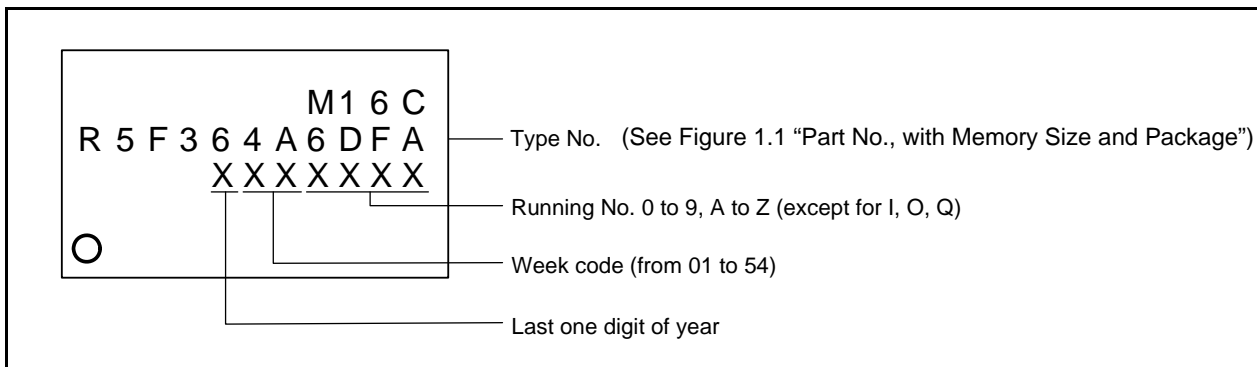 M16C
R5F364A6DFA
Type No. (See Figure 1.1 “Part No., with Memory Size and Package”)
XXXXXXX
Running No. 0 to 9, A to Z (except for I, O, Q)
Week code (from 01 to 54)
Last one digit of year